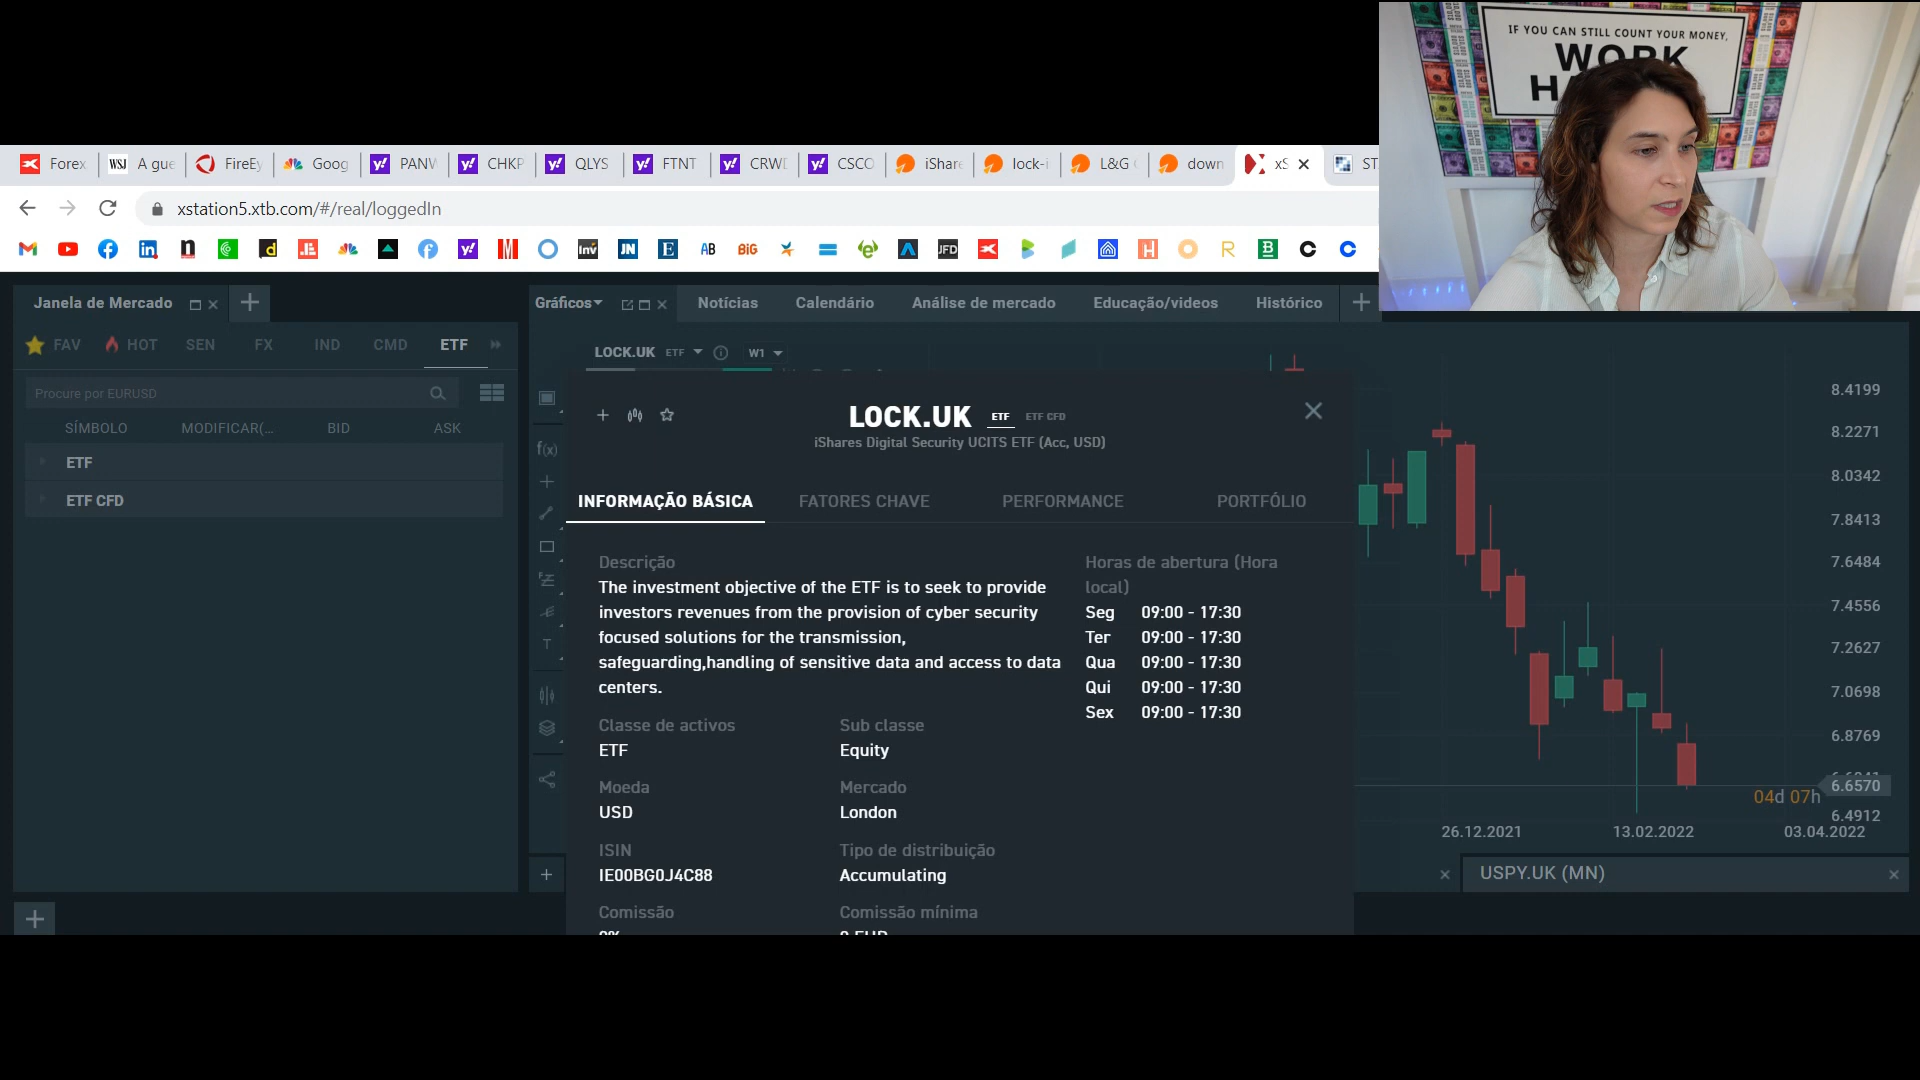 IF YOU CAN STILL COUNT YOUR MONEY,
WORK
Forex
WSJ A gue
FireEy
Goog
PANW
CHKP
QLYS
FTNT
CRWD
CSCO
iShare
lock-i
L&G
down
xS
ST
xstation5.xtb.com/#/real/loggedIn
Janela de Mercado
Gráficos
Notícias
Calendário
Análise de mercado
Educação/videos
Histórico
FAV
HOT
SEN
FX
IND
CMD
ETF
Procure por EURUSD
SÍMBOLO
MODIFICAR(...
BID
ASK
ETF
ETF CFD
LOCK.UK ETF
W1
LOCK.UK ETF ETF CFD
iShares Digital Security UCITS ETF (Acc, USD)
INFORMAÇÃO BÁSICA
FATORES CHAVE
PERFORMANCE
PORTFÓLIO
Descrição
The investment objective of the ETF is to seek to provide
investors revenues from the provision of cyber security
focused solutions for the transmission,
safeguarding,handling of sensitive data and access to data
centers.
Horas de abertura (Hora
local)
Seg 09:00 - 17:30
Ter 09:00 - 17:30
Qua 09:00 - 17:30
Qui 09:00 - 17:30
Sex 09:00 - 17:30
Classe de activos
ETF
Sub classe
Equity
Moeda
USD
Mercado
London
ISIN
IE00BG0J4C88
Tipo de distribuição
Accumulating
Comissão
Comissão mínima
8.4199
8.2271
8.0342
7.8413
7.6484
7.4556
7.2627
7.0698
6.8769
6.6570
6.4912
04d 07h
26.12.2021
13.02.2022
03.04.2022
USPY.UK (MN)